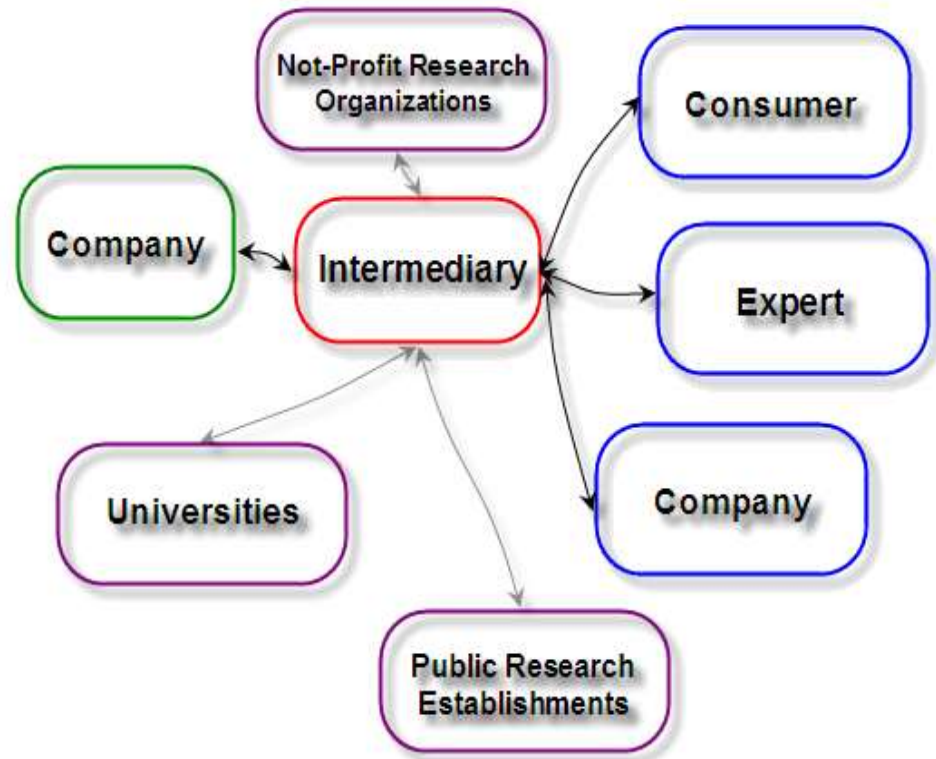 Not-Profit Research
Organizations
Consumer
Company
Intermediary
Expert
Universities
Company
Public Research
Establishments